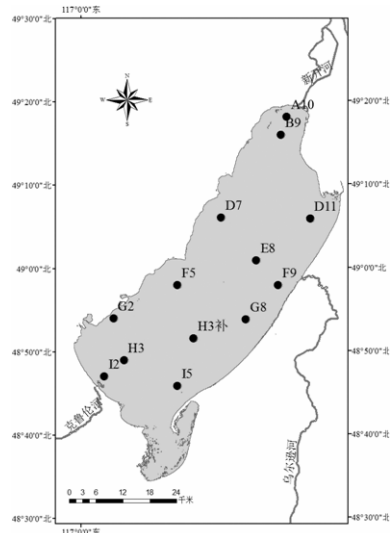 117°0'0"东
49°30'0"北
49°20'0"北
49°10'0"北
49°0'0"北
48°50'0"北
48°40'0"北
48°30'0"北
N
W
E
S
新开河
A10
B9
D7
D11
E8
F5
F9
G2
H3补
G8
H3
I2
I5
克鲁伦河
乌尔逊河
0 3 6 12 18 24
千米
49°20'0"北
49°10'0"北
49°0'0"北
48°50'0"北
48°40'0"北
48°30'0"北
117°0'0"东